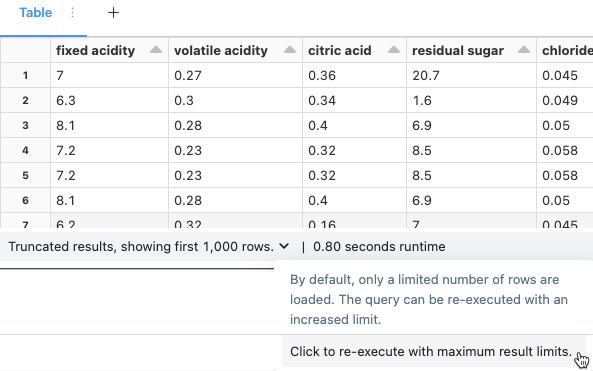 Table
fixed acidity volatile acidity citric acid residual sugar chloride
1 7 0.27 0.36 20.7 0.045
2 6.3 0.3 0.34 1.6 0.049
3 8.1 0.28 0.4 6.9 0.05
4 7.2 0.23 0.32 8.5 0.058
5 7.2 0.23 0.32 8.5 0.058
6 8.1 0.28 0.4 6.9 0.05
7 6.2 0.32 0.16 7 0.045
Truncated results, showing first 1,000 rows. | 0.80 seconds runtime
By default, only a limited number of rows are
loaded. The query can be re-executed with an
increased limit.
Click to re-execute with maximum result limits.